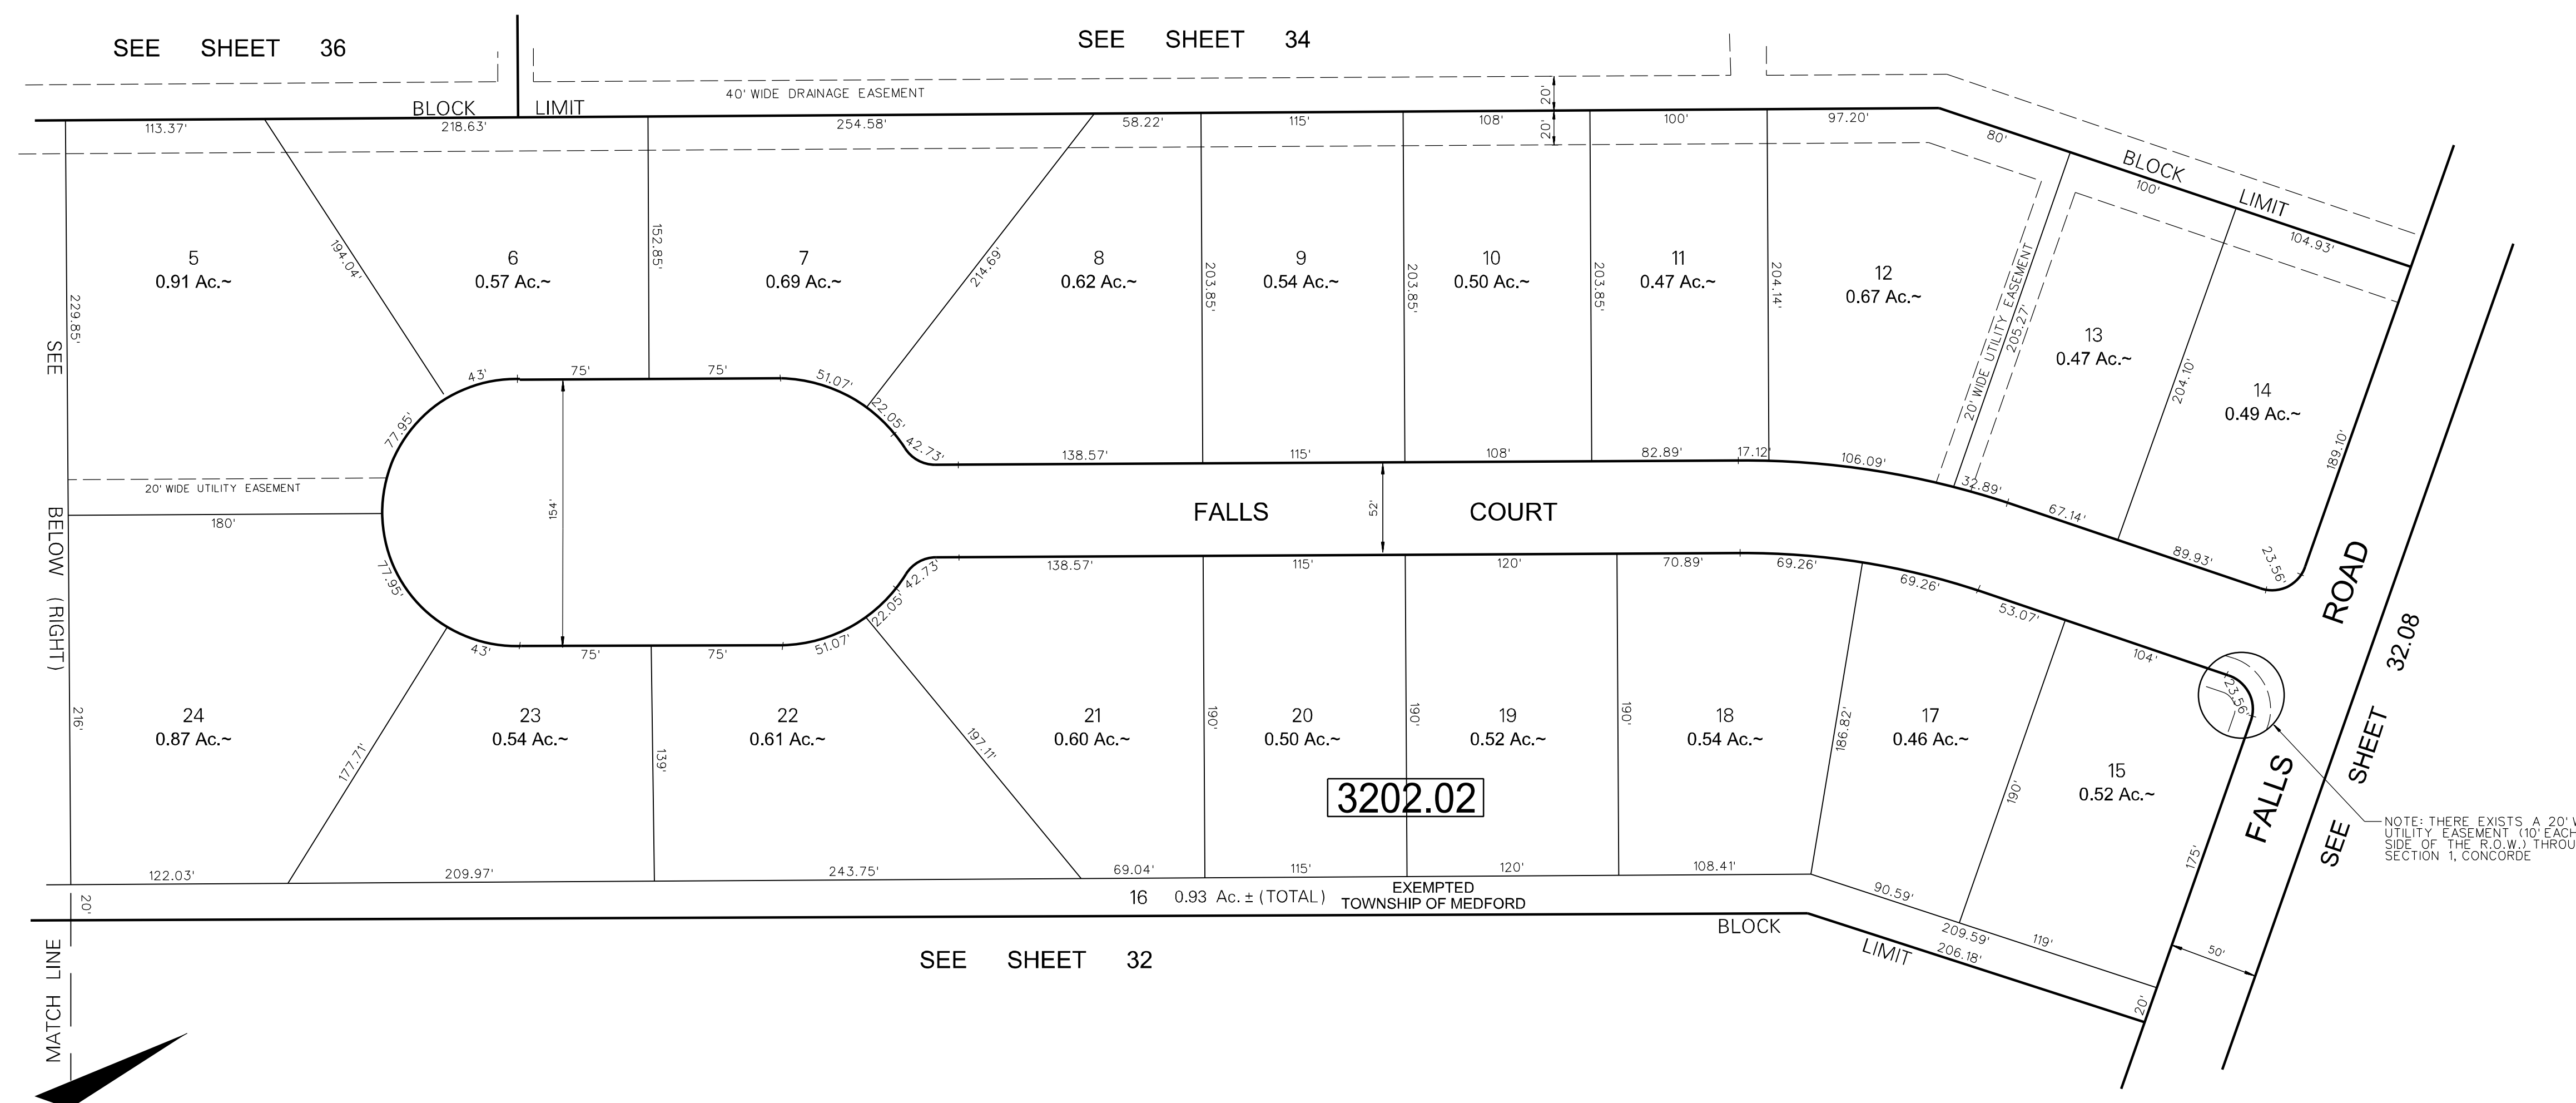 SEE SHEET 36
SEE SHEET 34
40' WIDE DRAINAGE EASEMENT
BLOCK LIMIT
20'
20'
113.37'
218.63'
254.58'
58.22'
115'
108'
100'
97.20'
80'
BLOCK LIMIT
100'
104.93'
5
0.91 Ac.~
194.04'
6
0.57 Ac.~
152.85'
7
0.69 Ac.~
214.69'
8
0.62 Ac.~
203.85'
9
0.54 Ac.~
203.85'
10
0.50 Ac.~
203.85'
11
0.47 Ac.~
204.14'
12
0.67 Ac.~
20' WIDE UTILITY EASEMENT
205.27'
13
0.47 Ac.~
204.10'
14
0.49 Ac.~
189.10'
229.85'
SEE BELOW (RIGHT)
43'
75'
75'
51.07'
22.05'
42.73'
77.95'
138.57'
115'
108'
82.89'
17.12'
106.09'
32.89'
67.14'
89.93'
23.56'
20' WIDE UTILITY EASEMENT
180'
154'
FALLS COURT
52'
77.95'
43'
75'
75'
51.07'
22.05'
42.73'
138.57'
115'
120'
70.89'
69.26'
69.26'
53.07'
104'
23.56'
FALLS ROAD
SEE SHEET 32.08
216'
24
0.87 Ac.~
177.71'
23
0.54 Ac.~
139'
22
0.61 Ac.~
197.11'
21
0.60 Ac.~
190'
20
0.50 Ac.~
190'
19
0.52 Ac.~
190'
18
0.54 Ac.~
186.82'
17
0.46 Ac.~
190'
15
0.52 Ac.~
175'
3202.02
NOTE: THERE EXISTS A 20' W
UTILITY EASEMENT (10' EACH
SIDE OF THE R.O.W.) THROU
SECTION 1, CONCORDE
122.03'
209.97'
243.75'
69.04'
115'
120'
108.41'
90.59'
209.59'
119'
206.18'
20'
50'
20'
16 0.93 Ac. ± (TOTAL)
EXEMPTED
TOWNSHIP OF MEDFORD
BLOCK LIMIT
SEE SHEET 32
MATCH LINE